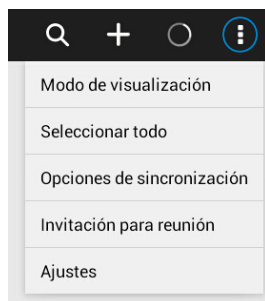 Modo de visualización
Seleccionar todo
Opciones de sincronización
Invitación para reunión
Ajustes